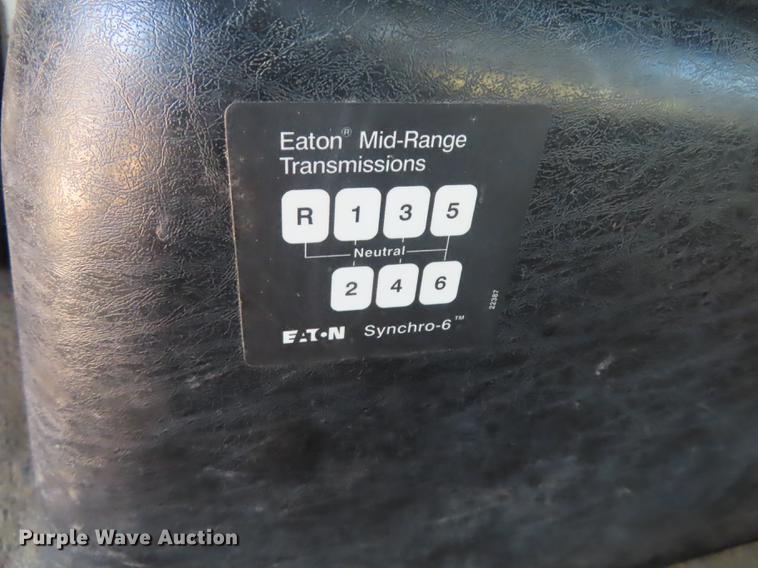 Eaton® Mid-Range
Transmissions
R 1 3 5
Neutral
2 4 6
22387
EATON Synchro-6™
Purple Wave Auction